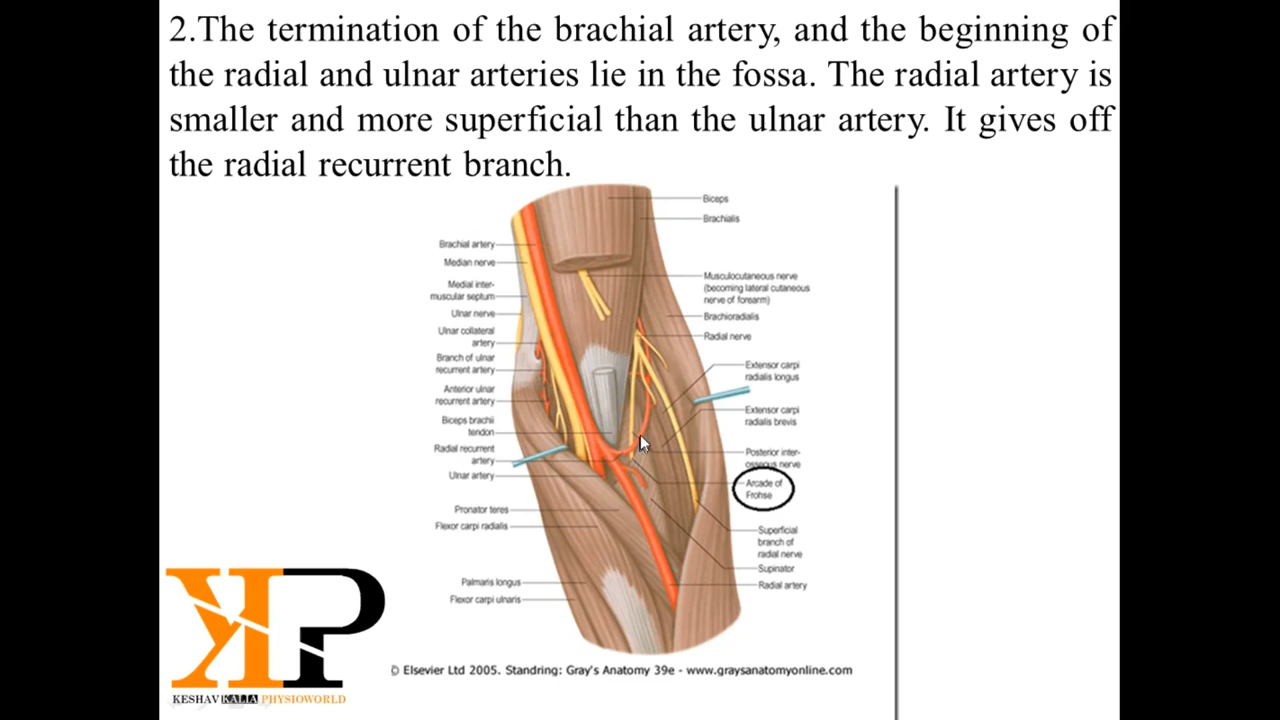 2.The termination of the brachial artery, and the beginning of
the radial and ulnar arteries lie in the fossa. The radial artery is
smaller and more superficial than the ulnar artery. It gives off
the radial recurrent branch.
Brachial artery
Median nerve
Medial inter-
muscular septum
Ulnar nerve
Ulnar collateral
artery
Branch of ulnar
recurrent artery
Anterior ulnar
recurrent artery
Biceps brachii
tendon
Radial recurrent
artery
Ulnar artery
Pronator teres
Flexor carpi radialis
Palmaris longus
Flexor carpi ulnaris
Biceps
Brachialis
Musculocutaneous nerve
(becoming lateral cutaneous
nerve of forearm)
Brachioradialis
Radial nerve
Extensor carpi
radialis longus
Extensor carpi
radialis brevis
Posterior inter-
osseous nerve
Arcade of
Frohse
Superficial
branch of
radial nerve
Supinator
Radial artery
© Elsevier Ltd 2005. Standring: Gray's Anatomy 39e - www.graysanatomyonline.com
KP
KESHAV KALIA PHYSIOWORLD